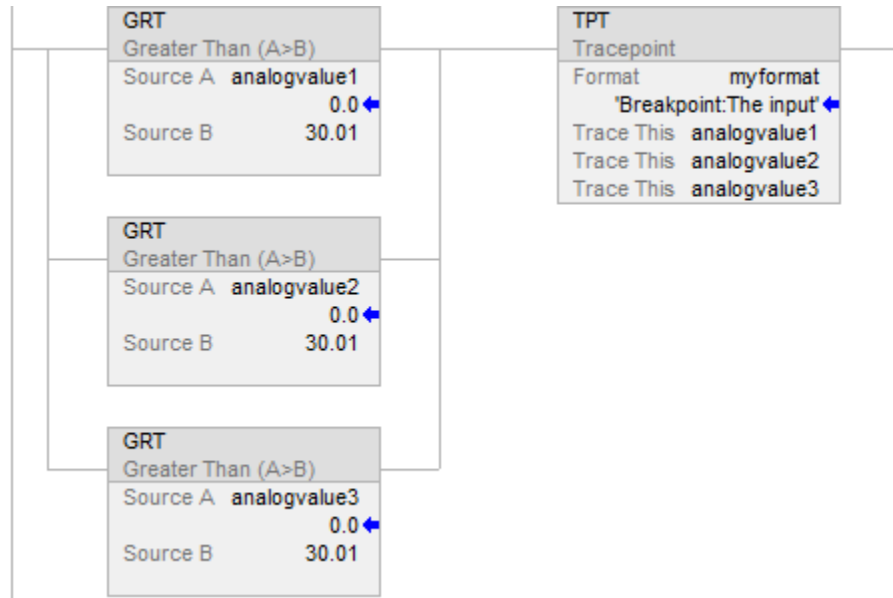 GRT
Greater Than (A>B)
Source A analogvalue1
0.0
Source B 30.01
TPT
Tracepoint
Format myformat
'Breakpoint:The input'
Trace This analogvalue1
Trace This analogvalue2
Trace This analogvalue3
GRT
Greater Than (A>B)
Source A analogvalue2
0.0
Source B 30.01
GRT
Greater Than (A>B)
Source A analogvalue3
0.0
Source B 30.01